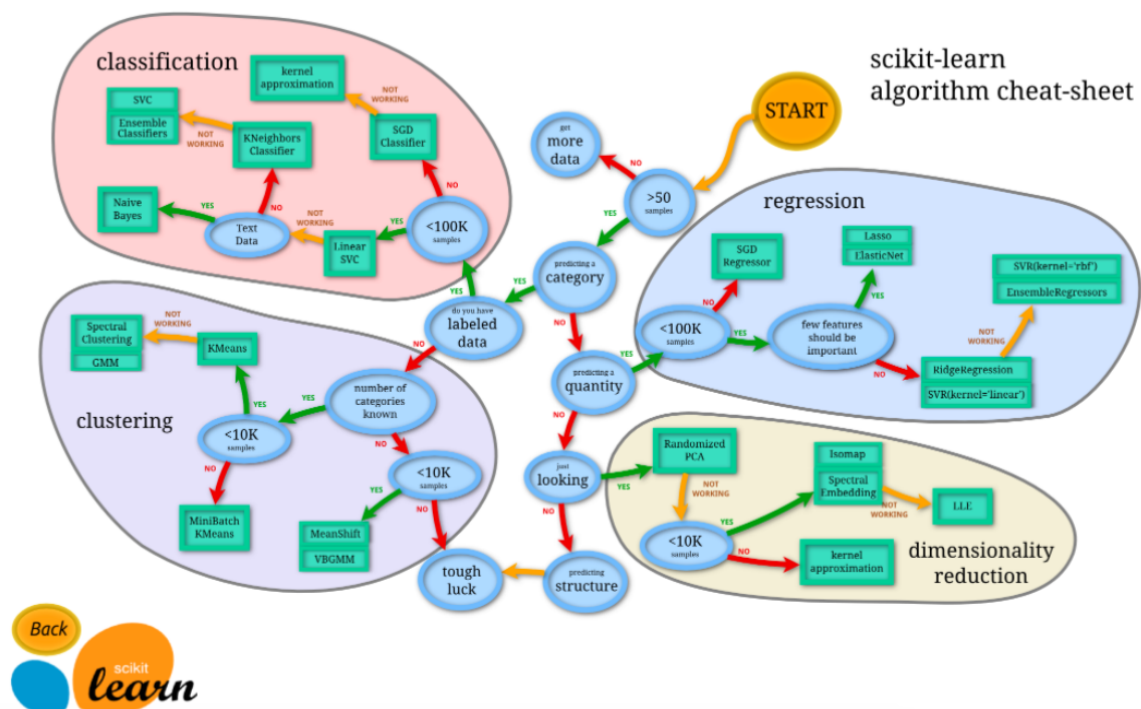 scikit-learn
algorithm cheat-sheet
START
classification
kernel
approximation
NOT
WORKING
SVC
Ensemble
Classifiers
NOT
WORKING
KNeighbors
Classifier
SGD
Classifier
NO
NO
Naive
Bayes
YES
Text
Data
NOT
WORKING
Linear
SVC
YES
<100K
samples
YES
get
more
data
NO
>50
samples
YES
predicting a
category
YES
do you have
labeled
data
NO
NO
predicting a
quantity
YES
NO
just
looking
YES
NO
predicting
structure
tough
luck
regression
SGD
Regressor
NO
<100K
samples
YES
Lasso
ElasticNet
YES
few features
should be
important
NO
SVR(kernel='rbf')
EnsembleRegressors
NOT
WORKING
RidgeRegression
SVR(kernel='linear')
clustering
Spectral
Clustering
GMM
NOT
WORKING
KMeans
YES
number of
categories
known
YES
<10K
samples
NO
NO
<10K
samples
YES
NO
MiniBatch
KMeans
MeanShift
VBGMM
Randomized
PCA
NOT
WORKING
<10K
samples
YES
NO
Isomap
Spectral
Embedding
NOT
WORKING
LLE
kernel
approximation
dimensionality
reduction
Back
scikit
learn